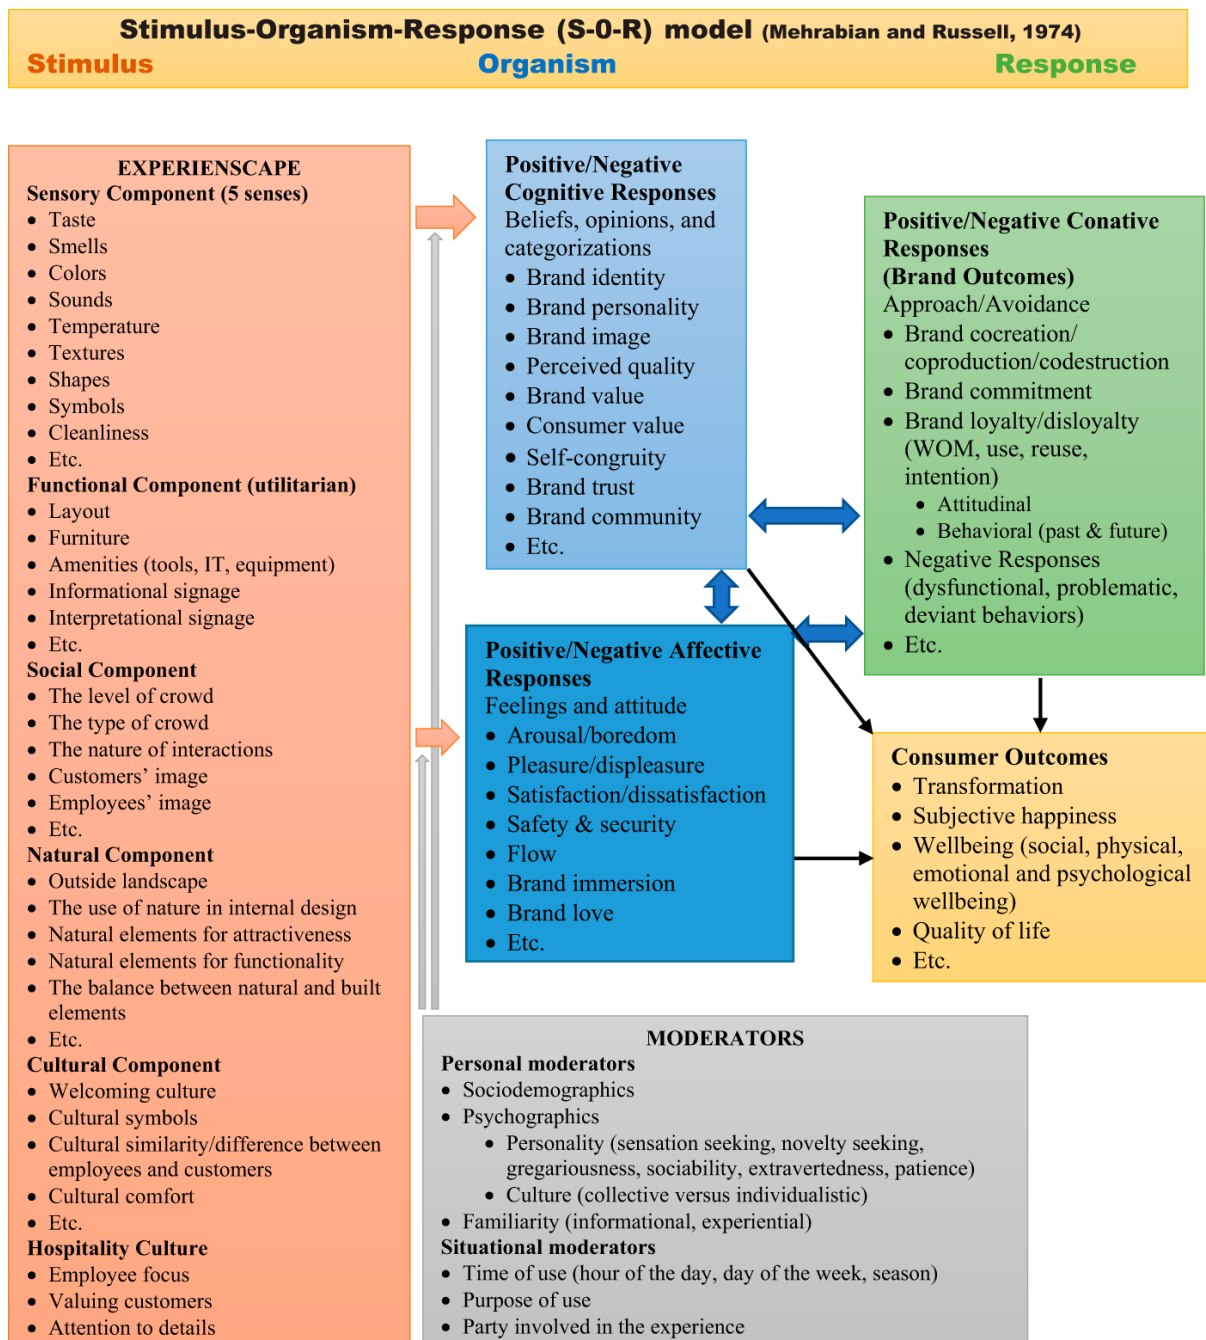 Stimulus-Organism-Response (S-0-R) model (Mehrabian and Russell, 1974)
Stimulus Organism Response
EXPERIENSCAPE
Sensory Component (5 senses)
• Taste
• Smells
• Colors
• Sounds
• Temperature
• Textures
• Shapes
• Symbols
• Cleanliness
• Etc.
Functional Component (utilitarian)
• Layout
• Furniture
• Amenities (tools, IT, equipment)
• Informational signage
• Interpretational signage
• Etc.
Social Component
• The level of crowd
• The type of crowd
• The nature of interactions
• Customers’ image
• Employees’ image
• Etc.
Natural Component
• Outside landscape
• The use of nature in internal design
• Natural elements for attractiveness
• Natural elements for functionality
• The balance between natural and built
elements
• Etc.
Cultural Component
• Welcoming culture
• Cultural symbols
• Cultural similarity/difference between
employees and customers
• Cultural comfort
• Etc.
Hospitality Culture
• Employee focus
• Valuing customers
• Attention to details
Positive/Negative
Cognitive Responses
Beliefs, opinions, and
categorizations
• Brand identity
• Brand personality
• Brand image
• Perceived quality
• Brand value
• Consumer value
• Self-congruity
• Brand trust
• Brand community
• Etc.
Positive/Negative Affective
Responses
Feelings and attitude
• Arousal/boredom
• Pleasure/displeasure
• Satisfaction/dissatisfaction
• Safety & security
• Flow
• Brand immersion
• Brand love
• Etc.
Positive/Negative Conative
Responses
(Brand Outcomes)
Approach/Avoidance
• Brand cocreation/
coproduction/codestruction
• Brand commitment
• Brand loyalty/disloyalty
(WOM, use, reuse,
intention)
• Attitudinal
• Behavioral (past & future)
• Negative Responses
(dysfunctional, problematic,
deviant behaviors)
• Etc.
Consumer Outcomes
• Transformation
• Subjective happiness
• Wellbeing (social, physical,
emotional and psychological
wellbeing)
• Quality of life
• Etc.
MODERATORS
Personal moderators
• Sociodemographics
• Psychographics
• Personality (sensation seeking, novelty seeking,
gregariousness, sociability, extravertedness, patience)
• Culture (collective versus individualistic)
• Familiarity (informational, experiential)
Situational moderators
• Time of use (hour of the day, day of the week, season)
• Purpose of use
• Party involved in the experience